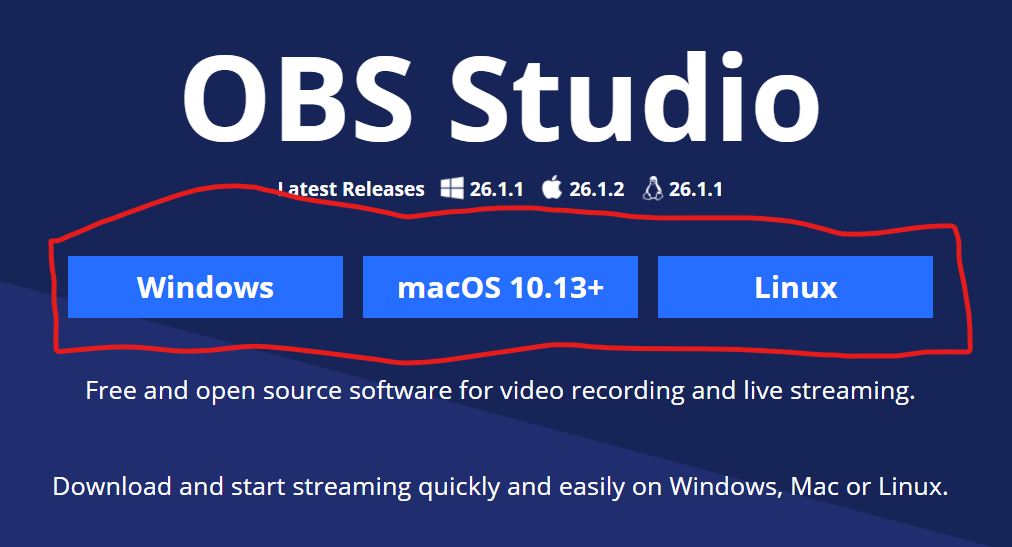 OBS Studio
Latest Releases 26.1.1 26.1.2 26.1.1
Windows macOS 10.13+ Linux
Free and open source software for video recording and live streaming.
Download and start streaming quickly and easily on Windows, Mac or Linux.